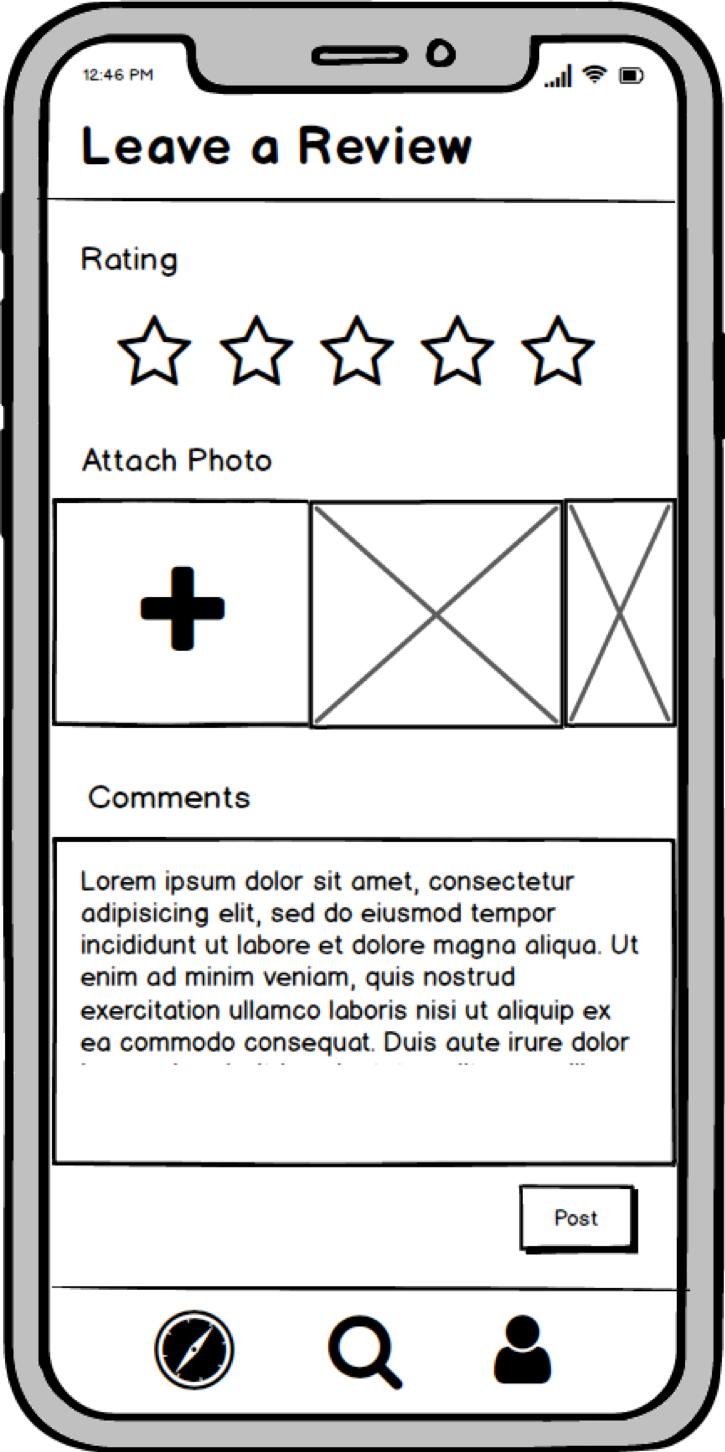 12:46 PM
Leave a Review
Rating
Attach Photo
Comments
Lorem ipsum dolor sit amet, consectetur
adipisicing elit, sed do eiusmod tempor
incididunt ut labore et dolore magna aliqua. Ut
enim ad minim veniam, quis nostrud
exercitation ullamco laboris nisi ut aliquip ex
ea commodo consequat. Duis aute irure dolor
Post